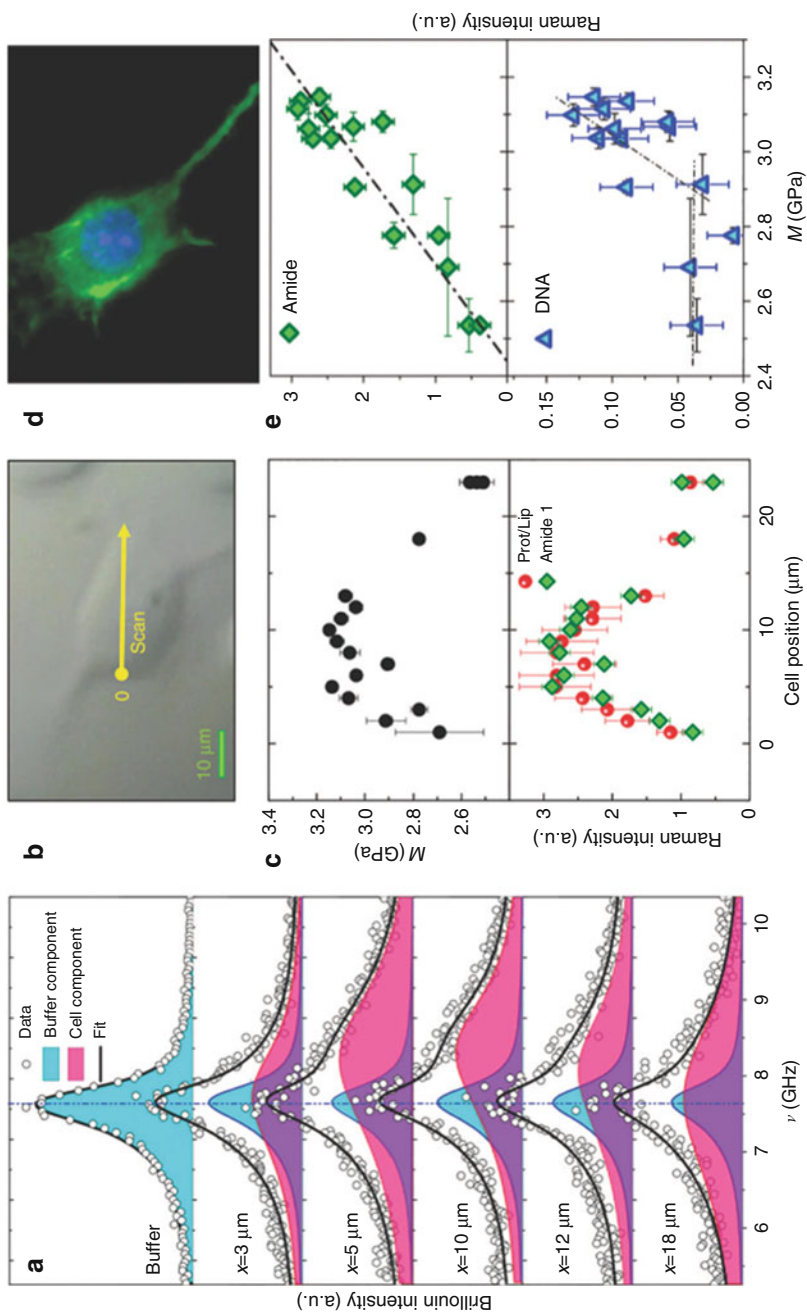 a
Data
Buffer component
Cell component
Fit
Buffer
x=3 μm
x=5 μm
x=10 μm
x=12 μm
x=18 μm
Brillouin intensity (a.u.)
6
7
8
9
10
ν (GHz)
b
0
Scan
10 μm
c
3.4
3.2
3.0
2.8
2.6
M (GPa)
Prot/Lip
Amide 1
3
2
1
0
Raman intensity (a.u.)
0
10
20
Cell position (μm)
d
e
Amide
3
2
1
0
DNA
0.15
0.10
0.05
0.00
Raman intensity (a.u.)
2.4
2.6
2.8
3.0
3.2
M (GPa)